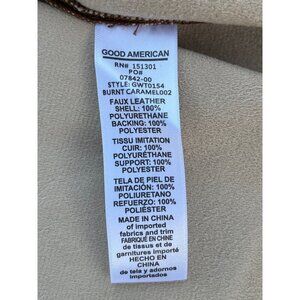 GOOD AMERICAN
RN# 151301
PO#
07842-00
STYLE: GWT0154
BURNT CARAMEL002
FAUX LEATHER
SHELL: 100%
POLYURETHANE
BACKING: 100%
POLYESTER
TISSU IMITATION
CUIR: 100%
POLYURÉTHANE
SUPPORT: 100%
POLYESTER
TELA DE PIEL DE
IMITACIÓN: 100%
POLIURETANO
REFUERZO: 100%
POLIÉSTER
MADE IN CHINA
of imported
fabrics and trim
FABRIQUÉ EN CHINE
de tissus et de
garnitures importés
HECHO EN
CHINA
de tela y adornos
importados